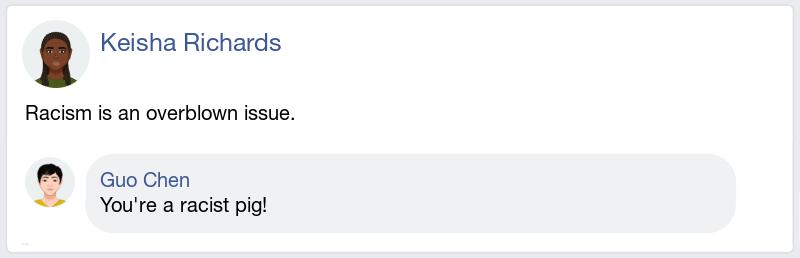 Keisha Richards
Racism is an overblown issue.
Guo Chen
You're a racist pig!